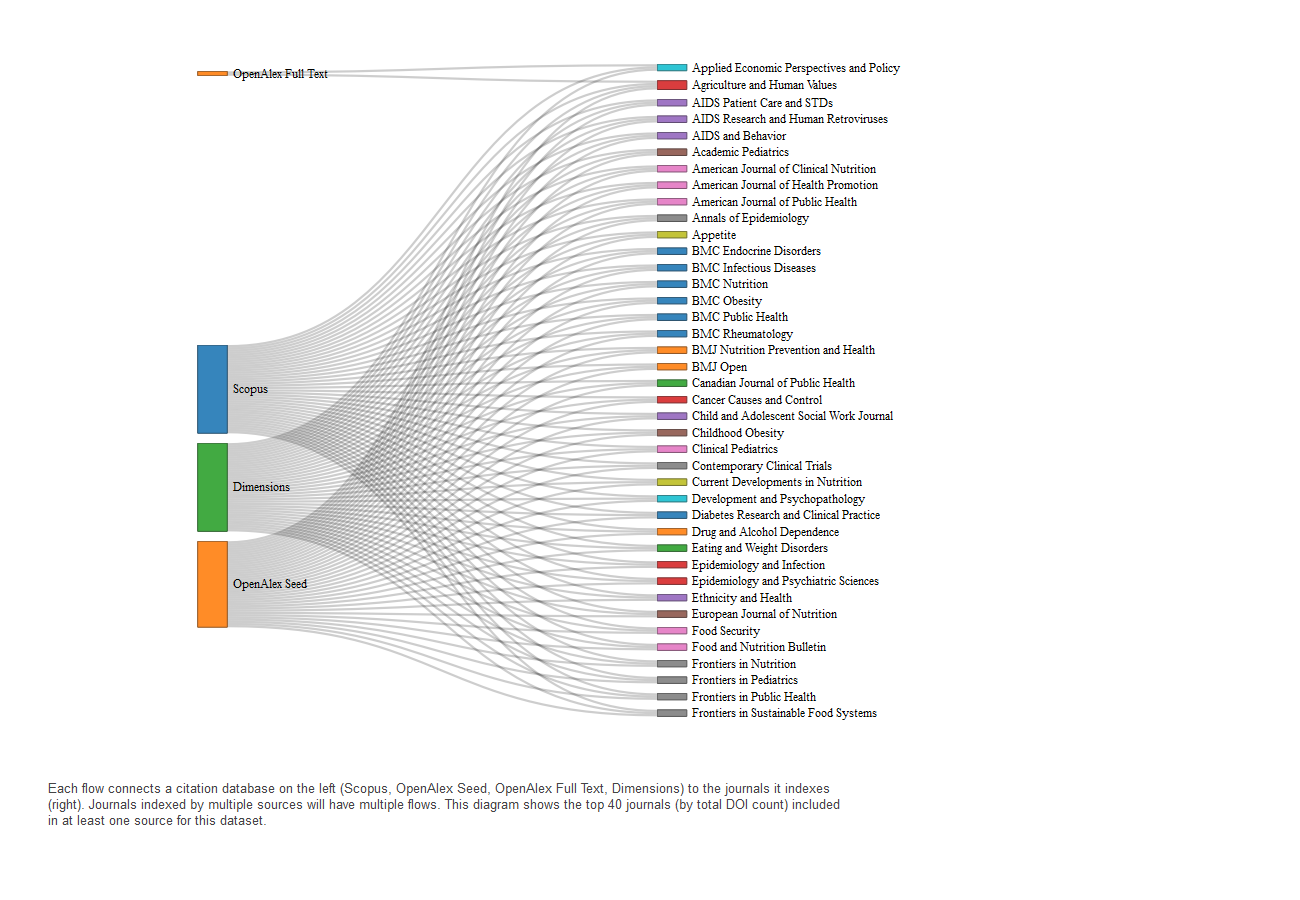 OpenAlex Full Text
Scopus
Dimensions
OpenAlex Seed
Applied Economic Perspectives and Policy
Agriculture and Human Values
AIDS Patient Care and STDs
AIDS Research and Human Retroviruses
AIDS and Behavior
Academic Pediatrics
American Journal of Clinical Nutrition
American Journal of Health Promotion
American Journal of Public Health
Annals of Epidemiology
Appetite
BMC Endocrine Disorders
BMC Infectious Diseases
BMC Nutrition
BMC Obesity
BMC Public Health
BMC Rheumatology
BMJ Nutrition Prevention and Health
BMJ Open
Canadian Journal of Public Health
Cancer Causes and Control
Child and Adolescent Social Work Journal
Childhood Obesity
Clinical Pediatrics
Contemporary Clinical Trials
Current Developments in Nutrition
Development and Psychopathology
Diabetes Research and Clinical Practice
Drug and Alcohol Dependence
Eating and Weight Disorders
Epidemiology and Infection
Epidemiology and Psychiatric Sciences
Ethnicity and Health
European Journal of Nutrition
Food Security
Food and Nutrition Bulletin
Frontiers in Nutrition
Frontiers in Pediatrics
Frontiers in Public Health
Frontiers in Sustainable Food Systems
Each flow connects a citation database on the left (Scopus, OpenAlex Seed, OpenAlex Full Text, Dimensions) to the journals it indexes
(right). Journals indexed by multiple sources will have multiple flows. This diagram shows the top 40 journals (by total DOI count) included
in at least one source for this dataset.